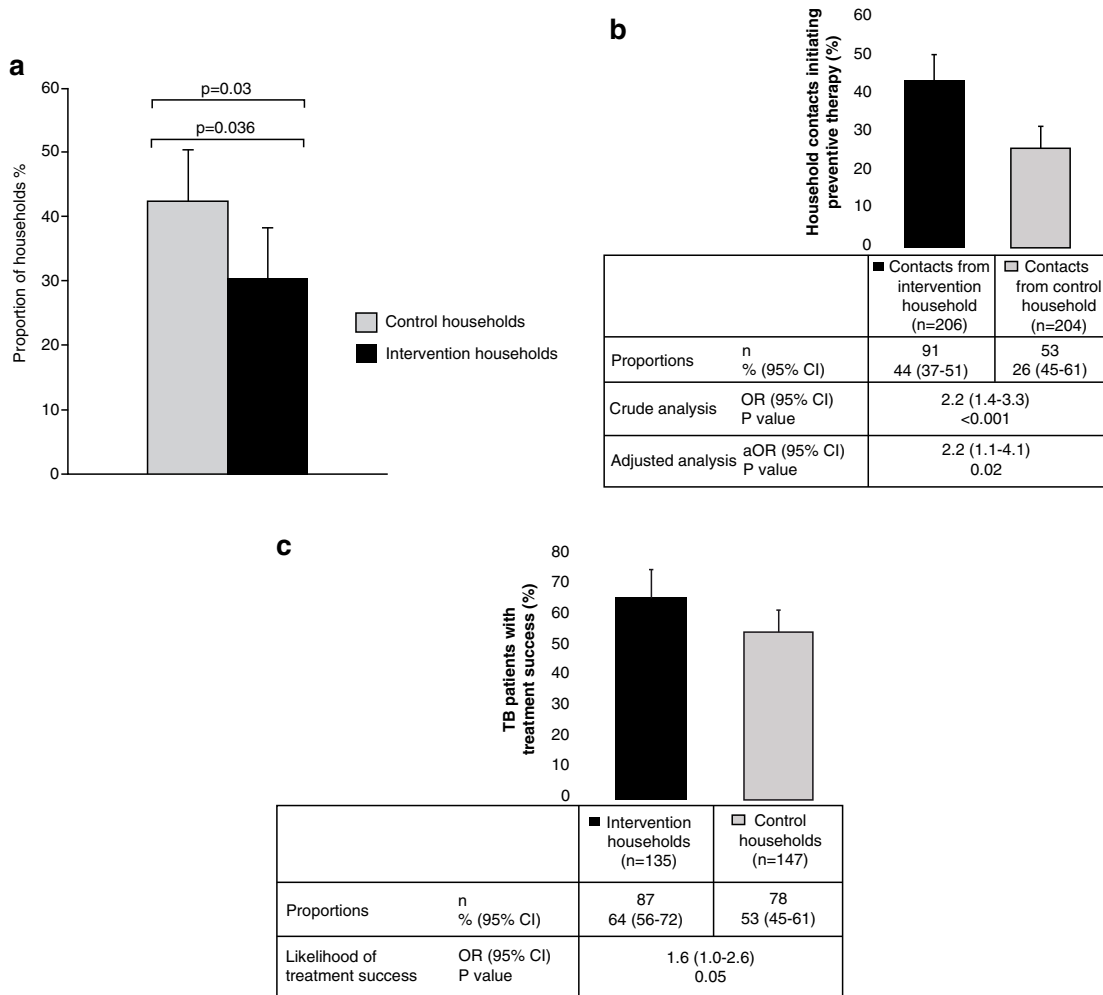 a
60
50
40
30
20
10
0
Proportion of households %
p=0.03
p=0.036
Control households
Intervention households
b
Household contacts initiating
preventive therapy (%)
60
50
40
30
20
10
0
Contacts from
intervention
household
(n=206)
Contacts
from control
household
(n=204)
Proportions n 91 53
% (95% CI) 44 (37-51) 26 (45-61)
Crude analysis OR (95% CI) 2.2 (1.4-3.3)
P value <0.001
Adjusted analysis aOR (95% CI) 2.2 (1.1-4.1)
P value 0.02
c
TB patients with
treatment success (%)
80
70
60
50
40
30
20
10
0
Intervention
households
(n=135)
Control
households
(n=147)
Proportions n 87 78
% (95% CI) 64 (56-72) 53 (45-61)
Likelihood of OR (95% CI) 1.6 (1.0-2.6)
treatment success P value 0.05